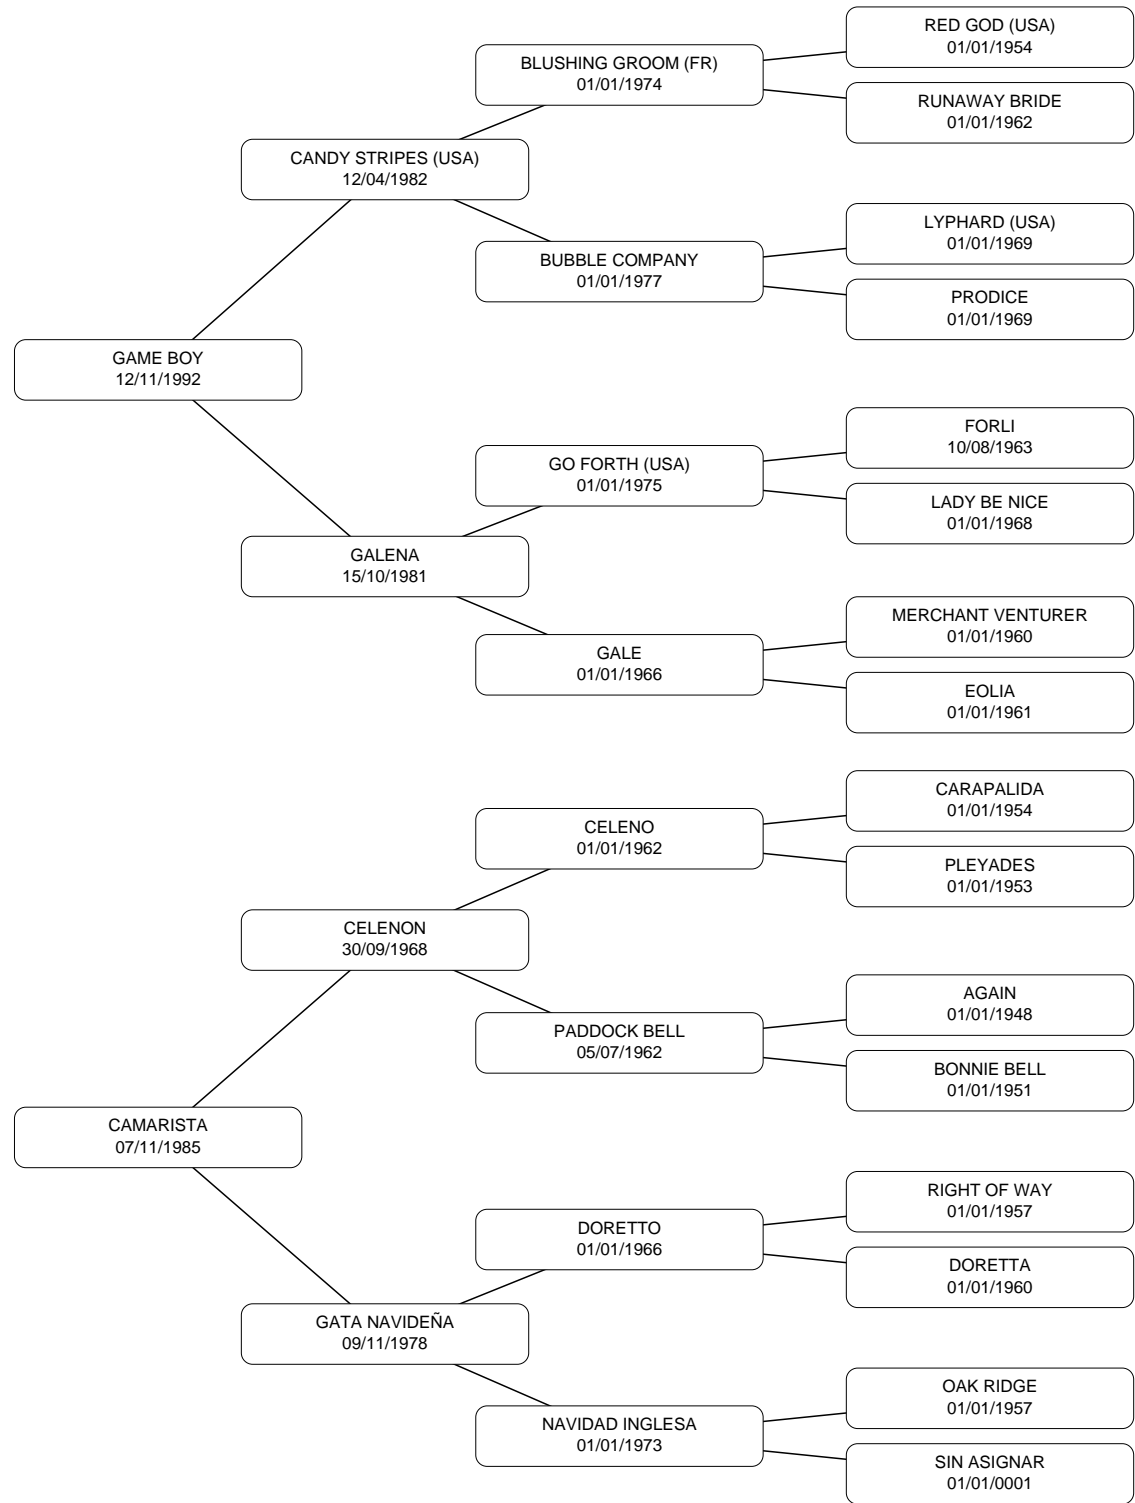 RED GOD (USA)
01/01/1954
BLUSHING GROOM (FR)
01/01/1974
RUNAWAY BRIDE
01/01/1962
CANDY STRIPES (USA)
12/04/1982
LYPHARD (USA)
01/01/1969
BUBBLE COMPANY
01/01/1977
PRODICE
01/01/1969
GAME BOY
12/11/1992
FORLI
10/08/1963
GO FORTH (USA)
01/01/1975
LADY BE NICE
01/01/1968
GALENA
15/10/1981
MERCHANT VENTURER
01/01/1960
GALE
01/01/1966
EOLIA
01/01/1961
CARAPALIDA
01/01/1954
CELENO
01/01/1962
PLEYADES
01/01/1953
CELENON
30/09/1968
AGAIN
01/01/1948
PADDOCK BELL
05/07/1962
BONNIE BELL
01/01/1951
CAMARISTA
07/11/1985
RIGHT OF WAY
01/01/1957
DORETTO
01/01/1966
DORETTA
01/01/1960
GATA NAVIDEÑA
09/11/1978
OAK RIDGE
01/01/1957
NAVIDAD INGLESA
01/01/1973
SIN ASIGNAR
01/01/0001